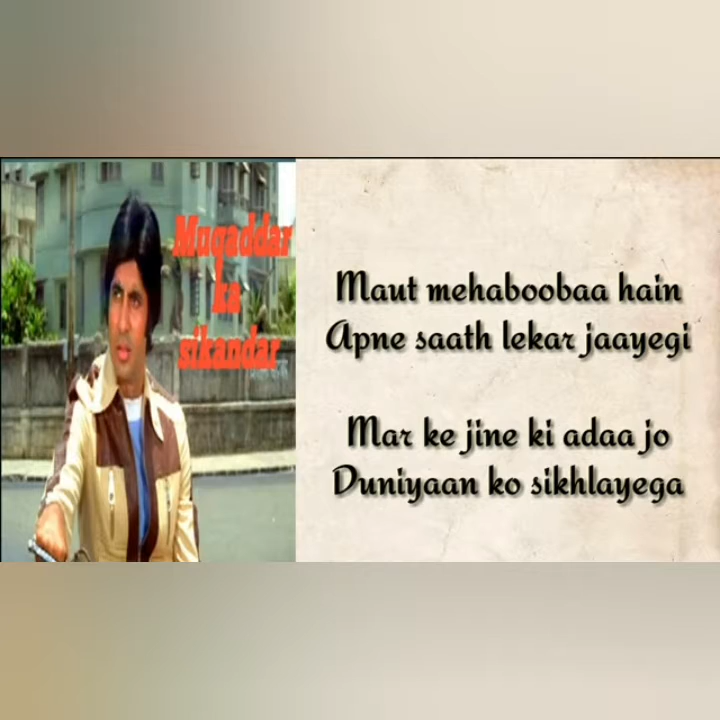 Muqaddar
ka
sikandar
Maut mehaboobaa hain
Apne saath lekar jaayegi
Mar ke jine ki adaa jo
Duniyaan ko sikhlayega